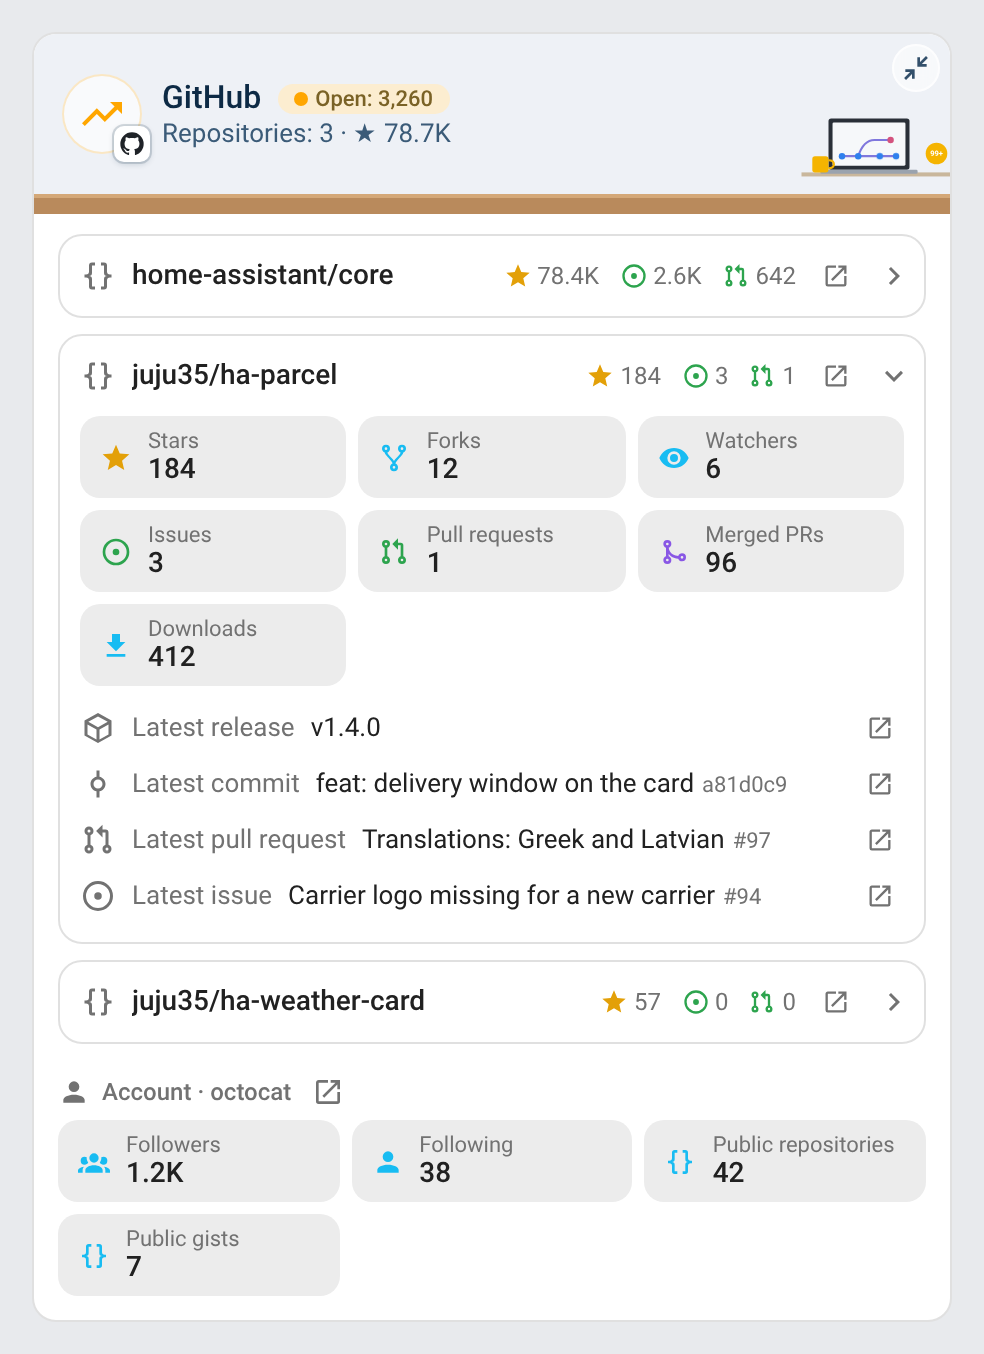 GitHub
Open: 3,260
Repositories: 3 · ★ 78.7K
99+
home-assistant/core 78.4K 2.6K 642
juju35/ha-parcel 184 3 1
Stars
184
Forks
12
Watchers
6
Issues
3
Pull requests
1
Merged PRs
96
Downloads
412
Latest release v1.4.0
Latest commit feat: delivery window on the card a81d0c9
Latest pull request Translations: Greek and Latvian #97
Latest issue Carrier logo missing for a new carrier #94
juju35/ha-weather-card 57 0 0
Account · octocat
Followers
1.2K
Following
38
Public repositories
42
Public gists
7